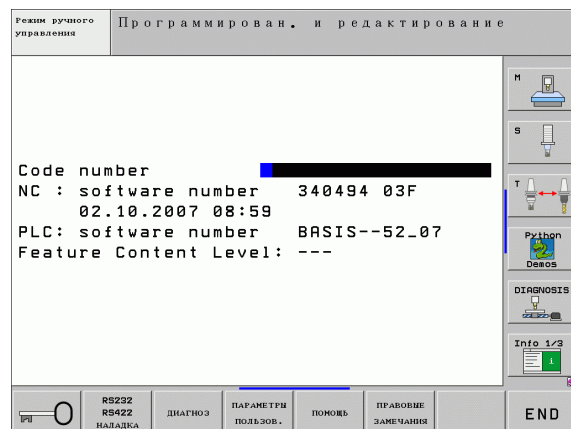 Режим ручного
управления
Программирован. и редактирование
M
S
T
Code number
NC : software number 340494 03F
02.10.2007 08:59
PLC: software number BASIS--52_07
Feature Content Level: ---
Python
Demos
DIAGNOSIS
Info 1/3
i
RS232
RS422
НАЛАДКА
ДИАГНОЗ
ПАРАМЕТРЫ
ПОЛЬЗОВ.
ПОМОЩЬ
ПРАВОВЫЕ
ЗАМЕЧАНИЯ
END